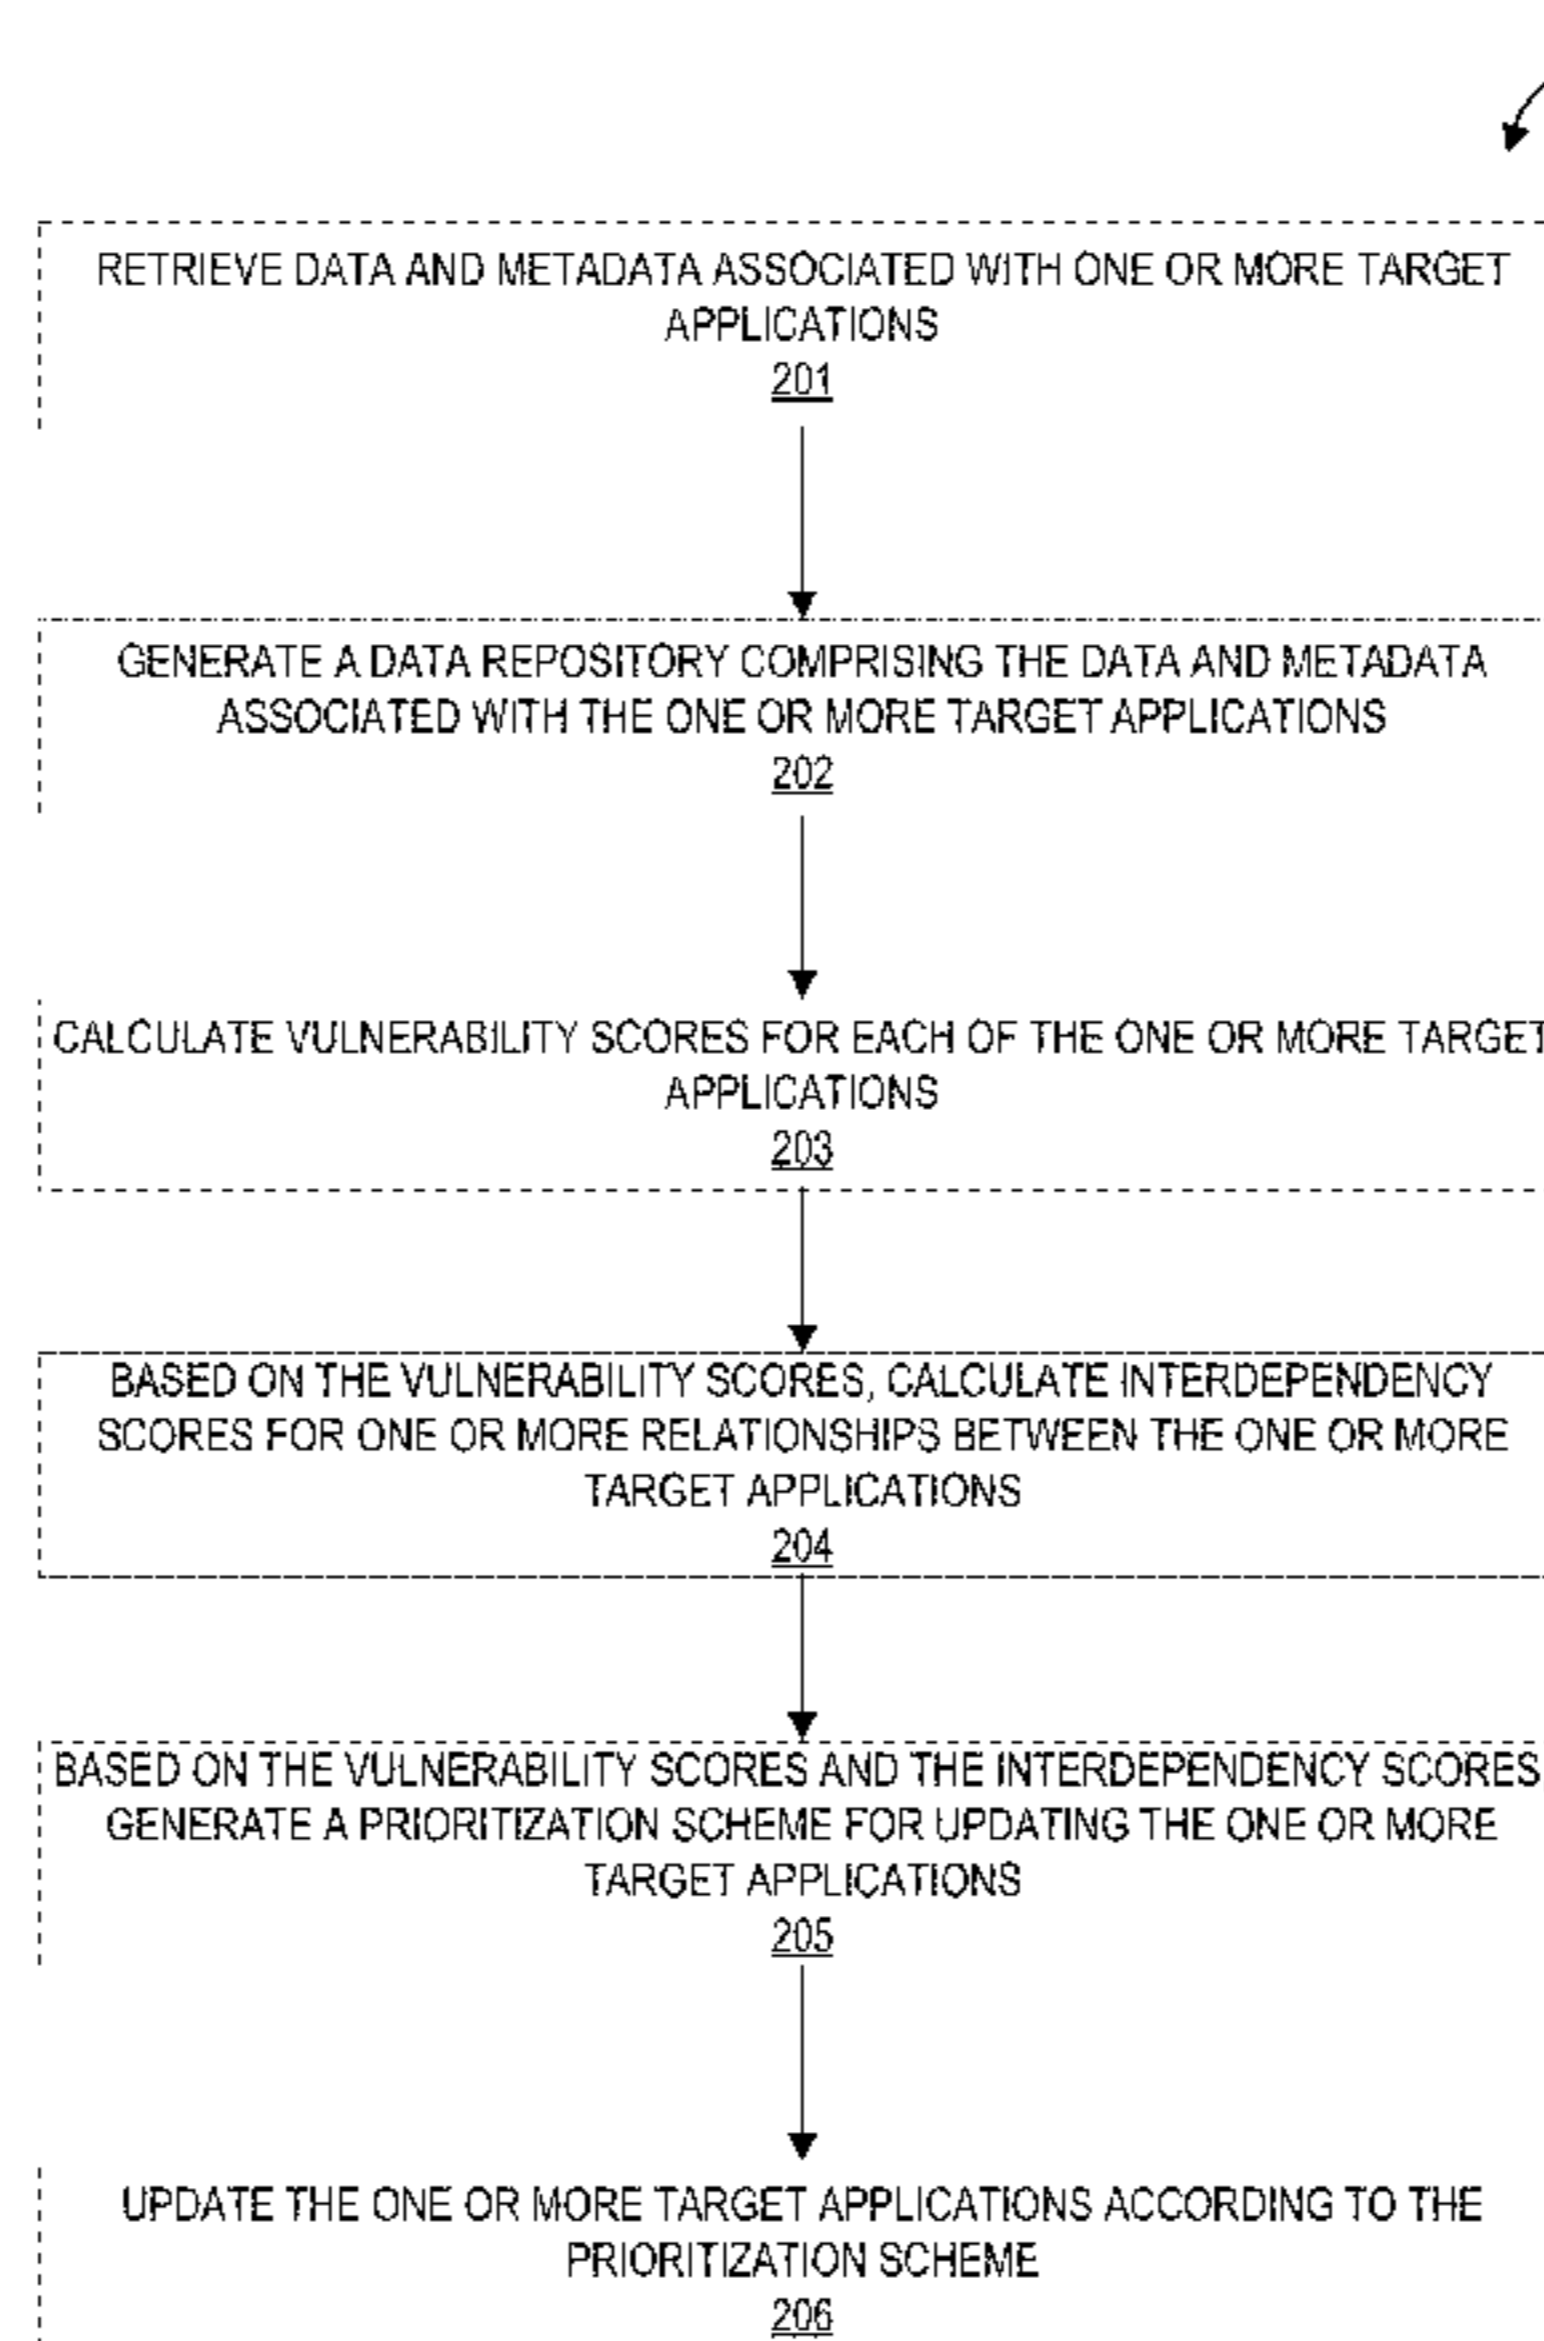 RETRIEVE DATA AND METADATA ASSOCIATED WITH ONE OR MORE TARGET
APPLICATIONS
201
GENERATE A DATA REPOSITORY COMPRISING THE DATA AND METADATA
ASSOCIATED WITH THE ONE OR MORE TARGET APPLICATIONS
202
CALCULATE VULNERABILITY SCORES FOR EACH OF THE ONE OR MORE TARGET
APPLICATIONS
203
BASED ON THE VULNERABILITY SCORES, CALCULATE INTERDEPENDENCY
SCORES FOR ONE OR MORE RELATIONSHIPS BETWEEN THE ONE OR MORE
TARGET APPLICATIONS
204
BASED ON THE VULNERABILITY SCORES AND THE INTERDEPENDENCY SCORES,
GENERATE A PRIORITIZATION SCHEME FOR UPDATING THE ONE OR MORE
TARGET APPLICATIONS
205
UPDATE THE ONE OR MORE TARGET APPLICATIONS ACCORDING TO THE
PRIORITIZATION SCHEME
206